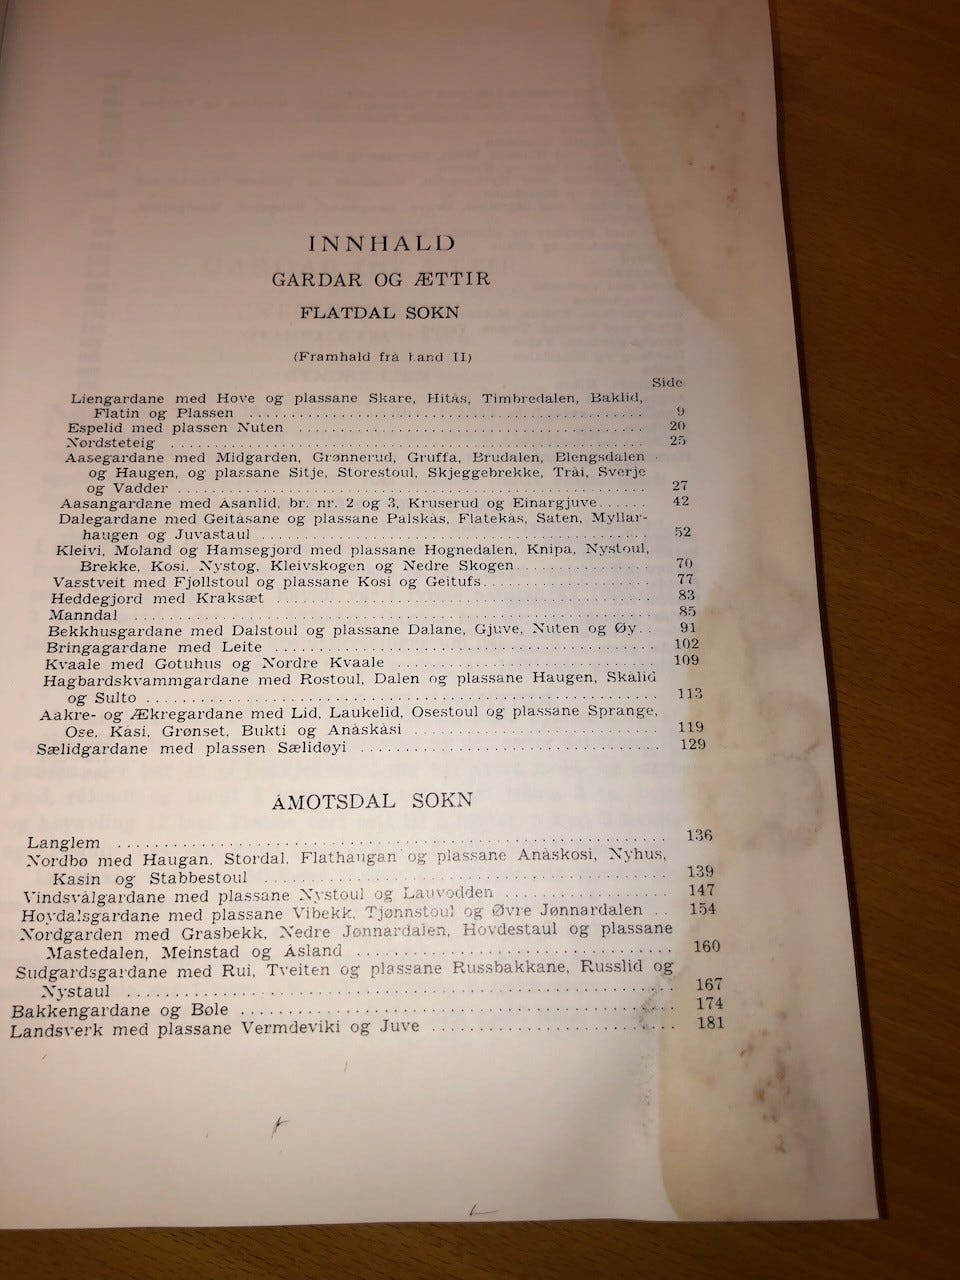 INNHALD
GARDAR OG ÆTTIR
FLATDAL SOKN
(Framhald frå band II)
Side
Liengardane med Hove og plassane Skare, Hitås, Timbredalen, Baklid,
Flatin og Plassen ........ 9
Espelid med plassen Nuten ........ 20
Nordsteteig ........ 25
Aasegardane med Midgarden, Grønnerud, Gruffa, Brudalen, Blengsdalen
og Haugen, og plassane Sitje, Storestoul, Skjeggebrekke, Tråi, Sverje
og Vadder ........ 27
Aasangardane med Åsanlid, br. nr. 2 og 3, Kruserud og Einargjuve ...... 42
Dalegardane med Geitåsane og plassane Pålskås, Flatekås, Saten, Myllar-
haugen og Juvastaul ........ 52
Kleivi, Moland og Hamsegjord med plassane Hognedalen, Knipa, Nystoul,
Brekke, Kosi, Nystog, Kleivskogen og Nedre Skogen ........ 70
Vaastveit med Fjøllstoul og plassane Kosi og Geitufs ........ 77
Heddegjord med Kraksæt ........ 83
Manndal ........ 85
Bekkhusgardane med Dalstoul og plassane Dalane, Gjuve, Nuten og Øy .. 91
Bringagardane med Leite ........ 102
Kvaale med Gotuhus og Nordre Kvaale ........ 109
Hagbardskvammgardane med Rostoul, Dalen og plassane Haugen, Skålid
og Sulto ........ 113
Aakre- og Ækregardane med Lid, Laukelid, Osestoul og plassane Sprange,
Ose, Kåsi, Grønset, Bukti og Anåskåsi ........ 119
Sælidgardane med plassen Sælidøyi ........ 129
ÅMOTSDAL SOKN
Langlem ........ 136
Nordbø med Haugan, Stordal, Flathaugan og plassane Anåskosi, Nyhus,
Kasin og Stabbestoul ........ 139
Vindsvålgardane med plassane Nystoul og Lauvodden ........ 147
Høydalsgardane med plassane Vibekk, Tjønnstoul og Øvre Jønnardalen .. 154
Nordgarden med Grasbekk, Nedre Jønnardalen, Hovdestaul og plassane
Mastedalen, Meinstad og Åsland ........ 160
Sudgardsgardane med Rui, Tveiten og plassane Russbakkane, Russlid og
Nystaul ........ 167
Bakkengardane og Bøle ........ 174
Landsverk med plassane Vermdeviki og Juve ........ 181